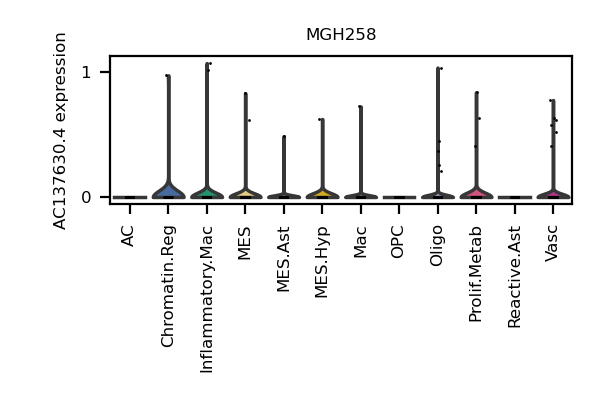 MGH258
AC137630.4 expression
1
0
AC
Chromatin.Reg
Inflammatory.Mac
MES
MES.Ast
MES.Hyp
Mac
OPC
Oligo
Prolif.Metab
Reactive.Ast
Vasc